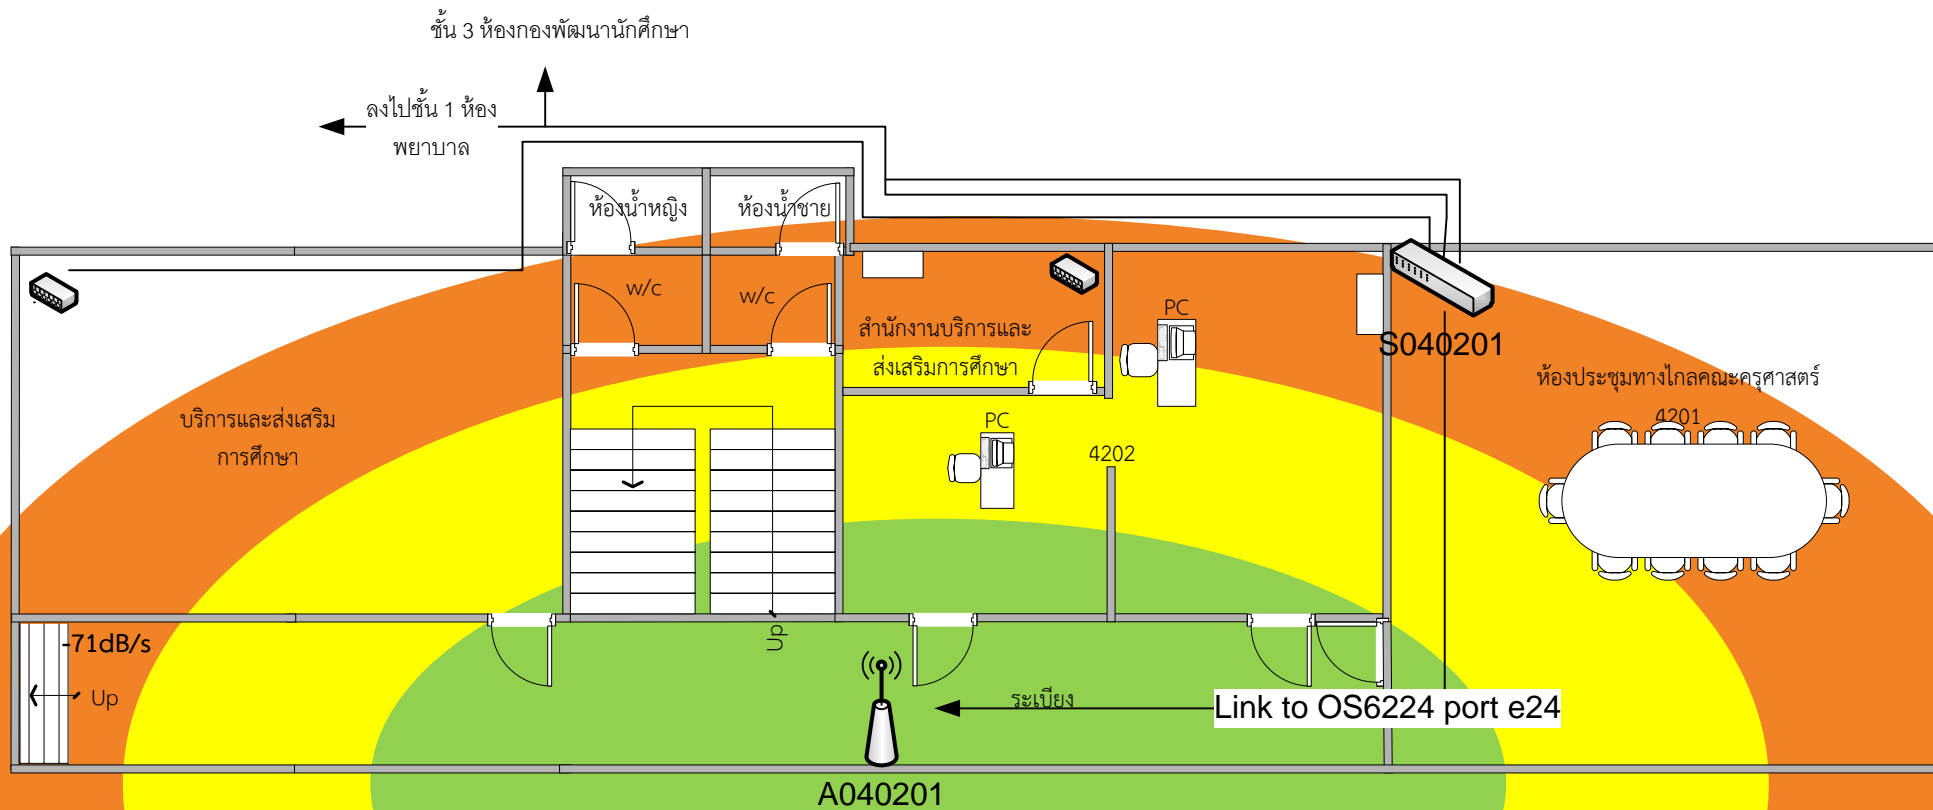 ชั้น 3 ห้องกองพัฒนานักศึกษา
ลงไปชั้น 1 ห้อง
พยาบาล
ห้องน้ำหญิง
ห้องน้ำชาย
w/c
w/c
สำนักงานบริการและ
ส่งเสริมการศึกษา
PC
S040201
ห้องประชุมทางไกลคณะครุศาสตร์
4201
บริการและส่งเสริม
การศึกษา
PC
4202
-71dB/s
Up
Up
ระเบียง
Link to OS6224 port e24
A040201